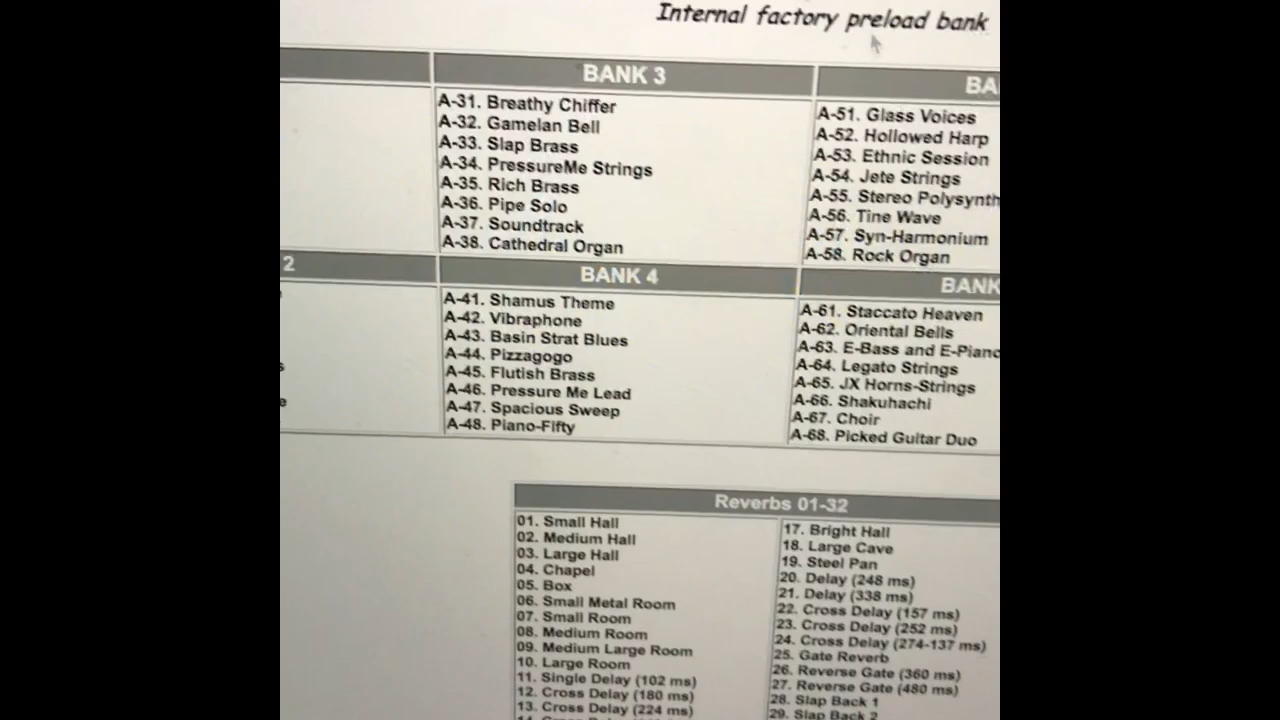 Internal factory preload bank
BANK 3
A-31. Breathy Chiffer
A-32. Gamelan Bell
A-33. Slap Brass
A-34. PressureMe Strings
A-35. Rich Brass
A-36. Pipe Solo
A-37. Soundtrack
A-38. Cathedral Organ
BA
A-51. Glass Voices
A-52. Hollowed Harp
A-53. Ethnic Session
A-54. Jete Strings
A-55. Stereo Polysynth
A-56. Tine Wave
A-57. Syn-Harmonium
A-58. Rock Organ
2
BANK 4
A-41. Shamus Theme
A-42. Vibraphone
A-43. Basin Strat Blues
A-44. Pizzagogo
A-45. Flutish Brass
A-46. Pressure Me Lead
A-47. Spacious Sweep
A-48. Piano-Fifty
BANK
A-61. Staccato Heaven
A-62. Oriental Bells
A-63. E-Bass and E-Piano
A-64. Legato Strings
A-65. JX Horns-Strings
A-66. Shakuhachi
A-67. Choir
A-68. Picked Guitar Duo
Reverbs 01-32
01. Small Hall
02. Medium Hall
03. Large Hall
04. Chapel
05. Box
06. Small Metal Room
07. Small Room
08. Medium Room
09. Medium Large Room
10. Large Room
11. Single Delay (102 ms)
12. Cross Delay (180 ms)
13. Cross Delay (224 ms)
17. Bright Hall
18. Large Cave
19. Steel Pan
20. Delay (248 ms)
21. Delay (338 ms)
22. Cross Delay (157 ms)
23. Cross Delay (252 ms)
24. Cross Delay (274-137 ms)
25. Gate Reverb
26. Reverse Gate (360 ms)
27. Reverse Gate (480 ms)
28. Slap Back 1
29. Slap Back 2